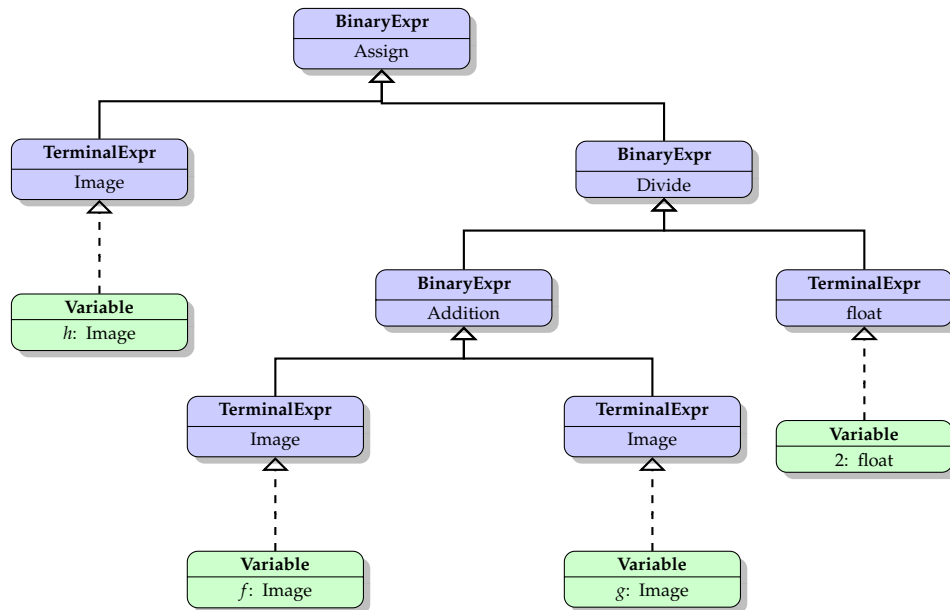 BinaryExpr
Assign
TerminalExpr
Image
BinaryExpr
Divide
BinaryExpr
Addition
TerminalExpr
float
Variable
h: Image
TerminalExpr
Image
TerminalExpr
Image
Variable
2: float
Variable
f: Image
Variable
g: Image